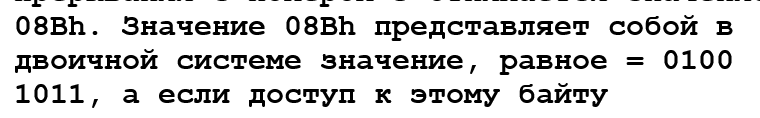 08Bh. Значение 08Bh представляет собой в
двоичной системе значение, равное = 0100
1011, а если доступ к этому байту